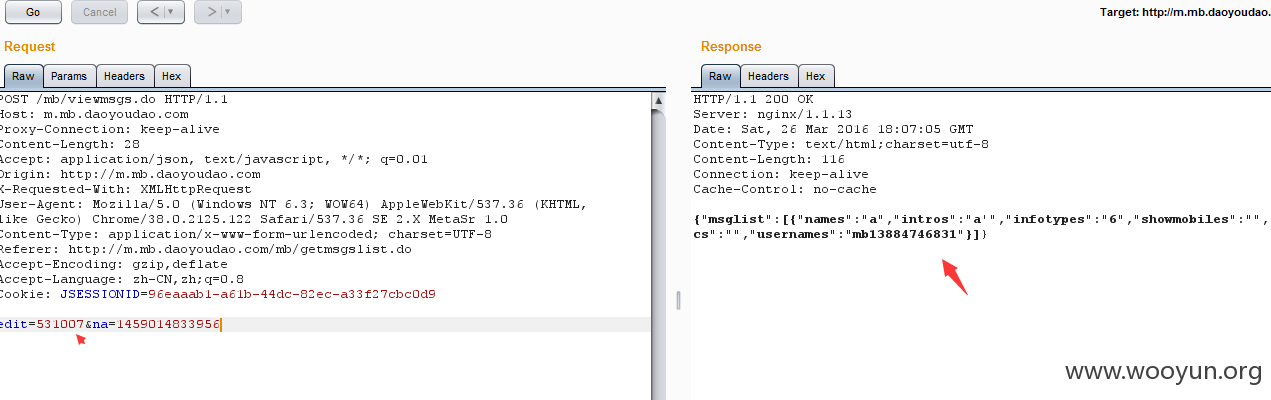 Go Cancel < > Target: http://m.mb.daoyoudao.
Request
Raw Params Headers Hex
POST /mb/viewmsgs.do HTTP/1.1
Host: m.mb.daoyoudao.com
Proxy-Connection: keep-alive
Content-Length: 28
Accept: application/json, text/javascript, */*; q=0.01
Origin: http://m.mb.daoyoudao.com
X-Requested-With: XMLHttpRequest
User-Agent: Mozilla/5.0 (Windows NT 6.3; WOW64) AppleWebKit/537.36 (KHTML,
like Gecko) Chrome/38.0.2125.122 Safari/537.36 SE 2.X MetaSr 1.0
Content-Type: application/x-www-form-urlencoded; charset=UTF-8
Referer: http://m.mb.daoyoudao.com/mb/getmsgslist.do
Accept-Encoding: gzip,deflate
Accept-Language: zh-CN,zh;q=0.8
Cookie: JSESSIONID=96eaaab1-a61b-44dc-82ec-a33f27cbc0d9
edit=531007&na=1459014833956
Response
Raw Headers Hex
HTTP/1.1 200 OK
Server: nginx/1.1.13
Date: Sat, 26 Mar 2016 18:07:05 GMT
Content-Type: text/html;charset=utf-8
Content-Length: 116
Connection: keep-alive
Cache-Control: no-cache
{"msglist":[{"names":"a","intros":"a'","infotypes":"6","showmobiles":"",
cs":"","usernames":"mb13884746831"}]}
www.wooyun.org